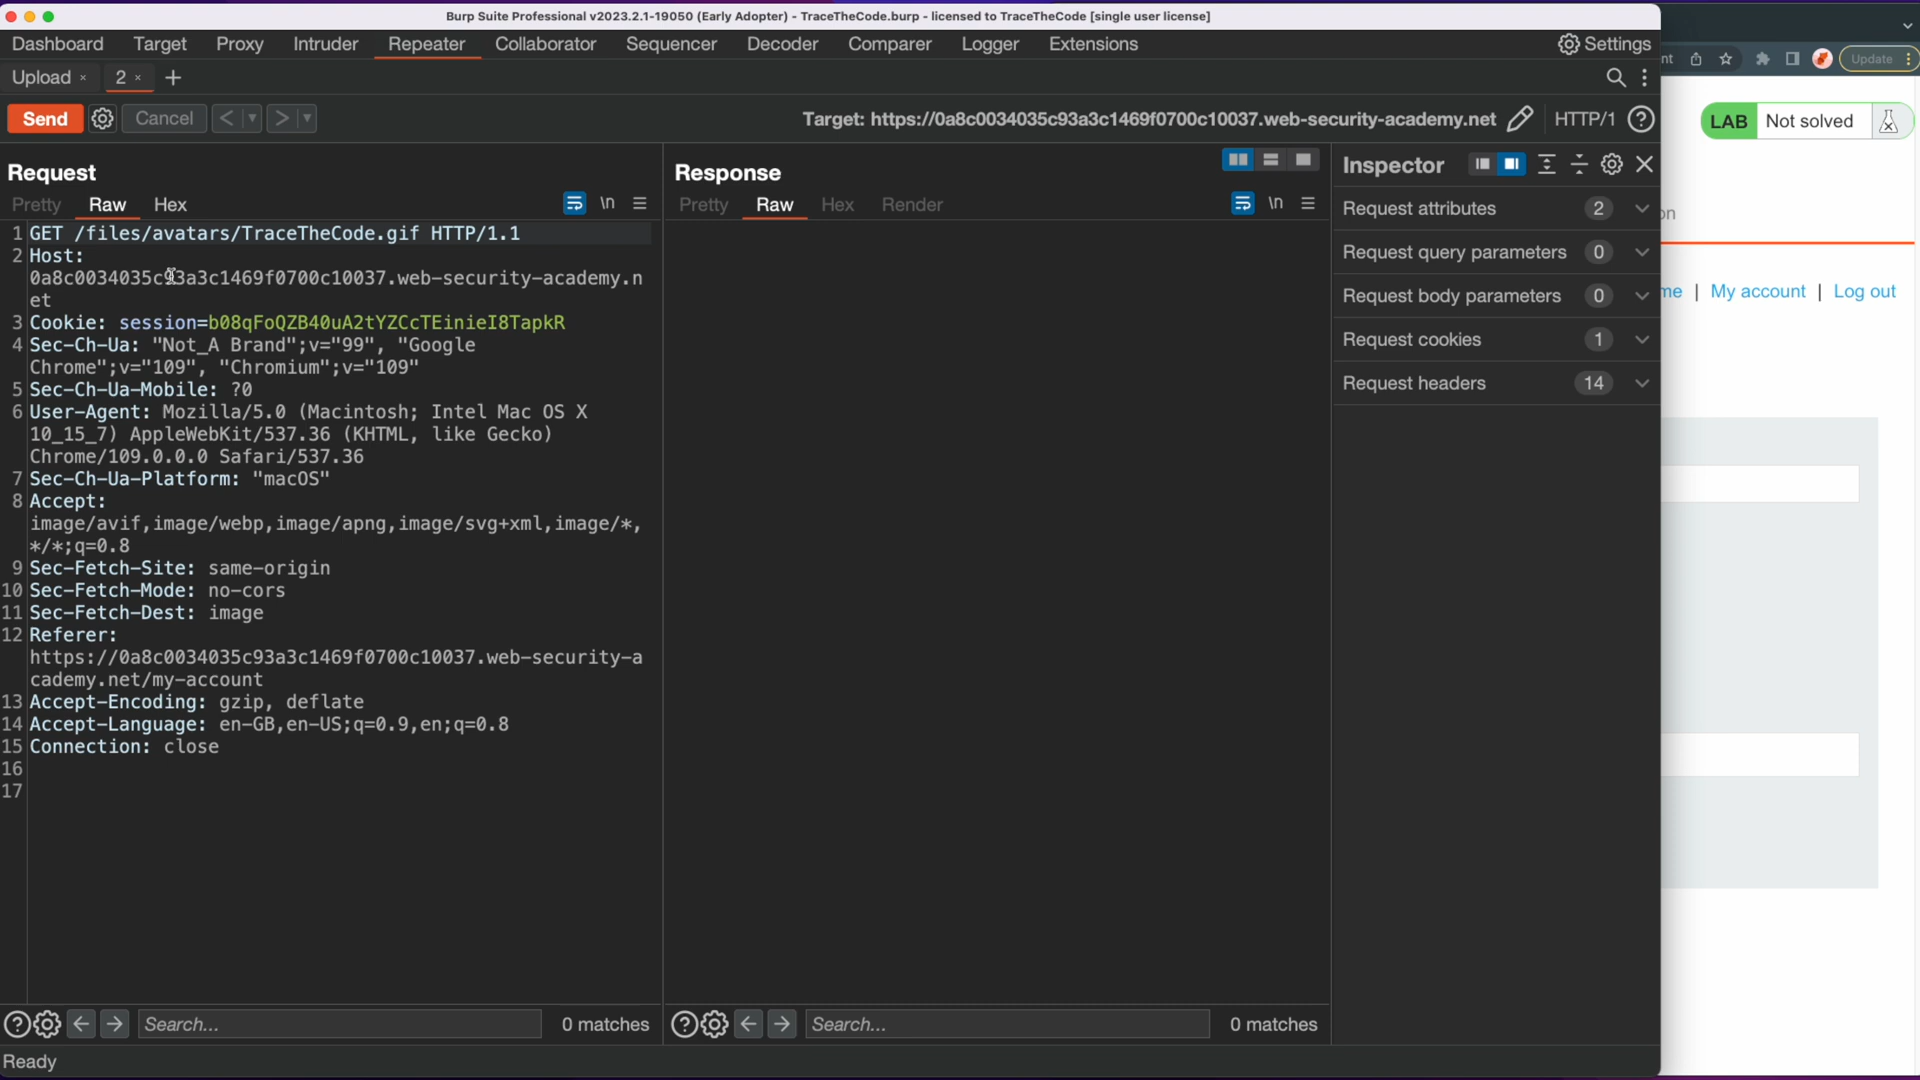 Burp Suite Professional v2023.2.1-19050 (Early Adopter) - TraceTheCode.burp - licensed to TraceTheCode [single user license]
Dashboard Target Proxy Intruder Repeater Collaborator Sequencer Decoder Comparer Logger Extensions Settings
nt Update
Upload × 2 × +
Send Cancel < > Target: https://0a8c0034035c93a3c1469f0700c10037.web-security-academy.net HTTP/1 ?
LAB Not solved
Request
Response
Inspector
Pretty Raw Hex \n
Pretty Raw Hex Render \n
Request attributes 2
on
Request query parameters 0
Request body parameters 0
me | My account | Log out
Request cookies 1
Request headers 14
1 GET /files/avatars/TraceTheCode.gif HTTP/1.1
2 Host:
0a8c0034035c93a3c1469f0700c10037.web-security-academy.n
et
3 Cookie: session=b08qFoQZB40uA2tYZCcTEinieI8TapkR
4 Sec-Ch-Ua: "Not_A Brand";v="99", "Google
Chrome";v="109", "Chromium";v="109"
5 Sec-Ch-Ua-Mobile: ?0
6 User-Agent: Mozilla/5.0 (Macintosh; Intel Mac OS X
10_15_7) AppleWebKit/537.36 (KHTML, like Gecko)
Chrome/109.0.0.0 Safari/537.36
7 Sec-Ch-Ua-Platform: "macOS"
8 Accept:
image/avif,image/webp,image/apng,image/svg+xml,image/*,
*/*;q=0.8
9 Sec-Fetch-Site: same-origin
10 Sec-Fetch-Mode: no-cors
11 Sec-Fetch-Dest: image
12 Referer:
https://0a8c0034035c93a3c1469f0700c10037.web-security-a
cademy.net/my-account
13 Accept-Encoding: gzip, deflate
14 Accept-Language: en-GB,en-US;q=0.9,en;q=0.8
15 Connection: close
16
17
? Search... 0 matches
? Search... 0 matches
Ready